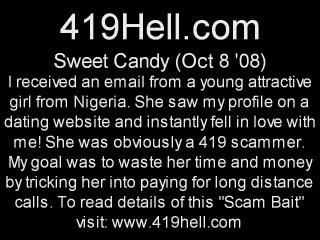 419Hell.com
Sweet Candy (Oct 8 '08)
I received an email from a young attractive
girl from Nigeria. She saw my profile on a
dating website and instantly fell in love with
me! She was obviously a 419 scammer.
My goal was to waste her time and money
by tricking her into paying for long distance
calls. To read details of this "Scam Bait"
visit: www.419hell.com